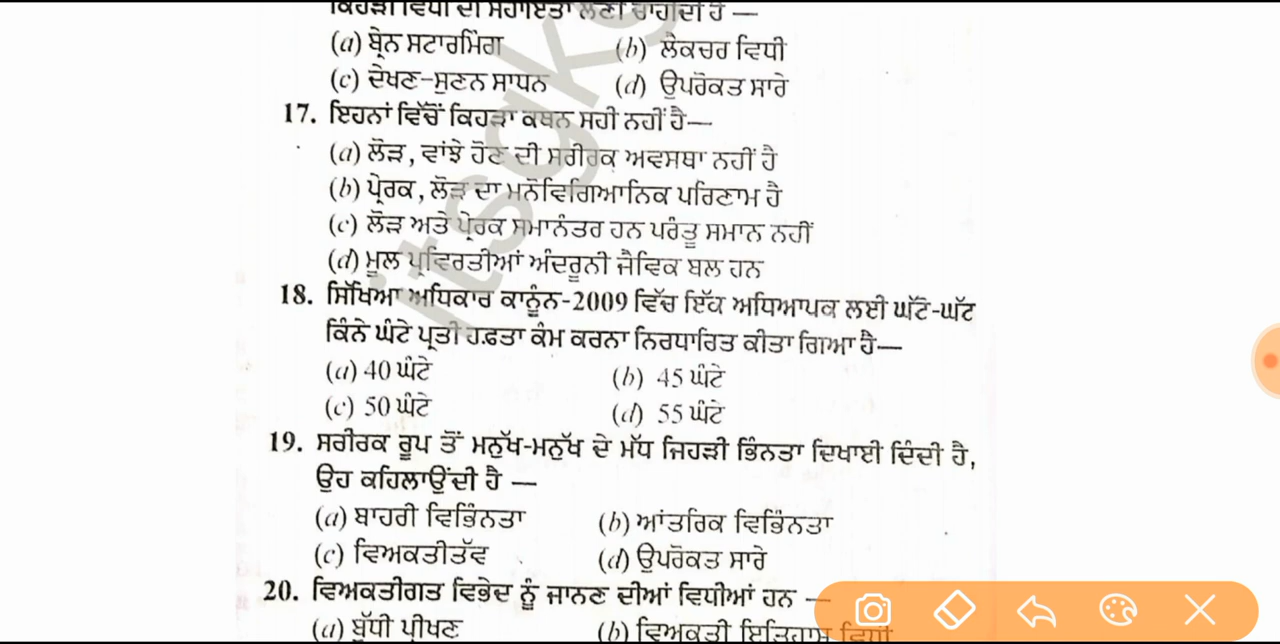 ਕਿਹੜੀ ਵਿਧੀ ਦੀ ਸਹਾਇਤਾ ਲੈਣੀ ਚਾਹੀਦੀ ਹੈ —
(a) ਬ੍ਰੇਨ ਸਟਾਰਮਿੰਗ (b) ਲੈਕਚਰ ਵਿਧੀ
(c) ਦੇਖਣ-ਸੁਣਨ ਸਾਧਨ (d) ਉਪਰੋਕਤ ਸਾਰੇ
17. ਇਹਨਾਂ ਵਿੱਚੋਂ ਕਿਹੜਾ ਕਥਨ ਸਹੀ ਨਹੀਂ ਹੈ—
(a) ਲੋੜ, ਵਾਂਝੇ ਹੋਣ ਦੀ ਸਰੀਰਕ ਅਵਸਥਾ ਨਹੀਂ ਹੈ
(b) ਪ੍ਰੇਰਕ, ਲੋੜ ਦਾ ਮਨੋਵਿਗਿਆਨਿਕ ਪਰਿਣਾਮ ਹੈ
(c) ਲੋੜ ਅਤੇ ਪ੍ਰੇਰਕ ਸਮਾਨੰਤਰ ਹਨ ਪਰੰਤੂ ਸਮਾਨ ਨਹੀਂ
(d) ਮੂਲ ਪ੍ਰਵਿਰਤੀਆਂ ਅੰਦਰੂਨੀ ਜੈਵਿਕ ਬਲ ਹਨ
18. ਸਿੱਖਿਆ ਅਧਿਕਾਰ ਕਾਨੂੰਨ-2009 ਵਿੱਚ ਇੱਕ ਅਧਿਆਪਕ ਲਈ ਘੱਟੋ-ਘੱਟ
ਕਿੰਨੇ ਘੰਟੇ ਪ੍ਰਤੀ ਹਫ਼ਤਾ ਕੰਮ ਕਰਨਾ ਨਿਰਧਾਰਿਤ ਕੀਤਾ ਗਿਆ ਹੈ—
(a) 40 ਘੰਟੇ (b) 45 ਘੰਟੇ
(c) 50 ਘੰਟੇ (d) 55 ਘੰਟੇ
19. ਸਰੀਰਕ ਰੂਪ ਤੋਂ ਮਨੁੱਖ-ਮਨੁੱਖ ਦੇ ਮੱਧ ਜਿਹੜੀ ਭਿੰਨਤਾ ਦਿਖਾਈ ਦਿੰਦੀ ਹੈ,
ਉਹ ਕਹਿਲਾਉਂਦੀ ਹੈ —
(a) ਬਾਹਰੀ ਵਿਭਿੰਨਤਾ (b) ਆਂਤਰਿਕ ਵਿਭਿੰਨਤਾ
(c) ਵਿਅਕਤੀਤੱਵ (d) ਉਪਰੋਕਤ ਸਾਰੇ
20. ਵਿਅਕਤੀਗਤ ਵਿਭੇਦ ਨੂੰ ਜਾਨਣ ਦੀਆਂ ਵਿਧੀਆਂ ਹਨ —
(a) ਬੁੱਧੀ ਪ੍ਰੀਖਣ (b) ਵਿਅਕਤੀ ਇਤਿਹਾਸ ਵਿਧੀ